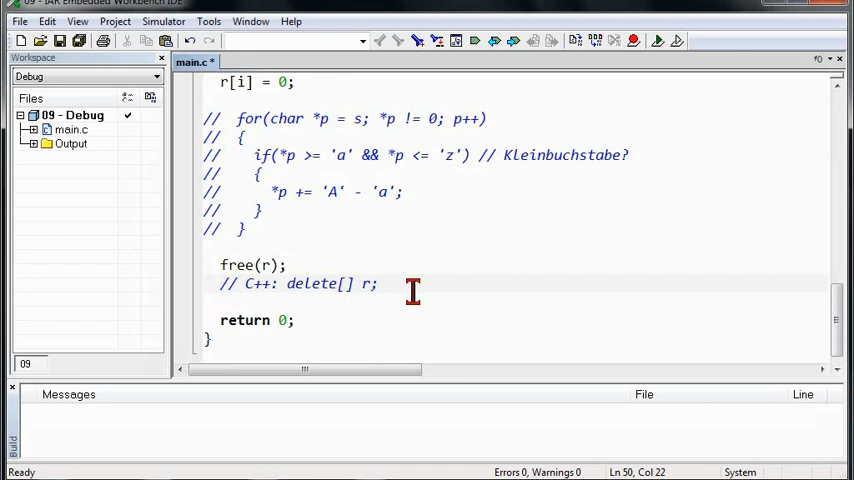 09 - IAR Embedded Workbench IDE
File Edit View Project Simulator Tools Window Help
Workspace
main.c *
f0
Debug
Files
09 - Debug
main.c
Output
09
r[i] = 0;
// for(char *p = s; *p != 0; p++)
// {
// if(*p >= 'a' && *p <= 'z') // Kleinbuchstabe?
// {
// *p += 'A' - 'a';
// }
// }
free(r);
// C++: delete[] r;
return 0;
}
Messages File Line
Build
Ready Errors 0, Warnings 0 Ln 50, Col 22 System